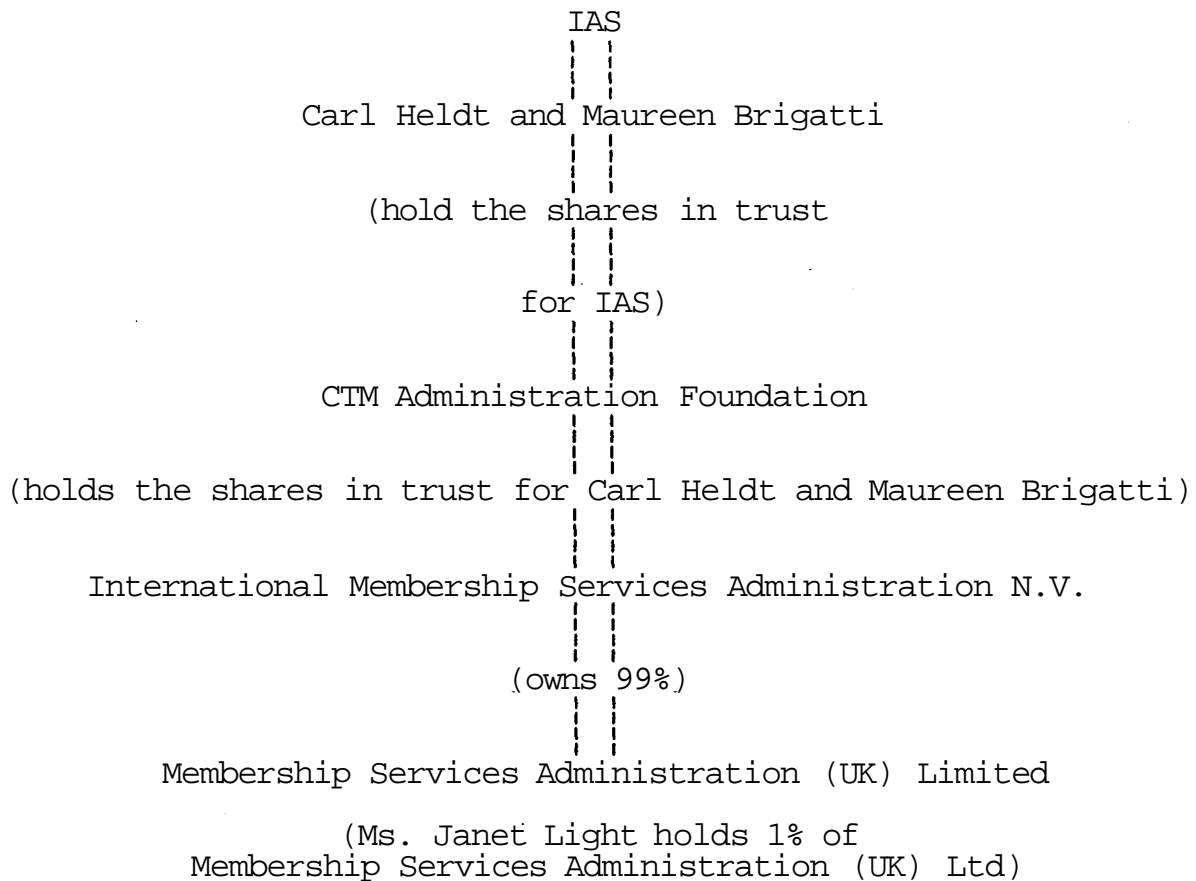 IAS
Carl Heldt and Maureen Brigatti
(hold the shares in trust
for IAS)
CTM Administration Foundation
(holds the shares in trust for Carl Heldt and Maureen Brigatti)
International Membership Services Administration N.V.
(owns 99%)
Membership Services Administration (UK) Limited
(Ms. Janet Light holds 1% of
Membership Services Administration (UK) Ltd)